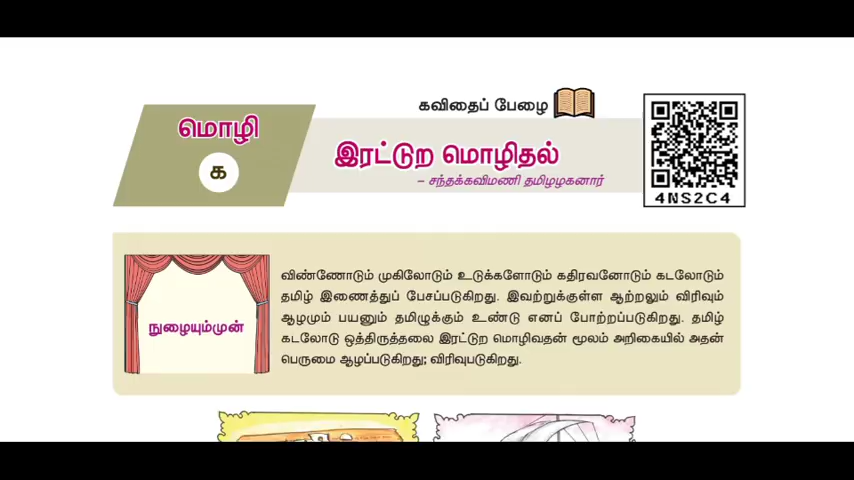 கவிதைப் பேழை
மொழி
௧
இரட்டுற மொழிதல்
– சந்தக்கவிமணி தமிழழகனார்
4NS2C4
நுழையும்முன்
விண்ணோடும் முகிலோடும் உடுக்களோடும் கதிரவனோடும் கடலோடும்
தமிழ் இணைத்துப் பேசப்படுகிறது. இவற்றுக்குள்ள ஆற்றலும் விரிவும்
ஆழமும் பயனும் தமிழுக்கும் உண்டு எனப் போற்றப்படுகிறது. தமிழ்
கடலோடு ஒத்திருத்தலை இரட்டுற மொழிவதன் மூலம் அறிகையில் அதன்
பெருமை ஆழப்படுகிறது; விரிவுபடுகிறது.